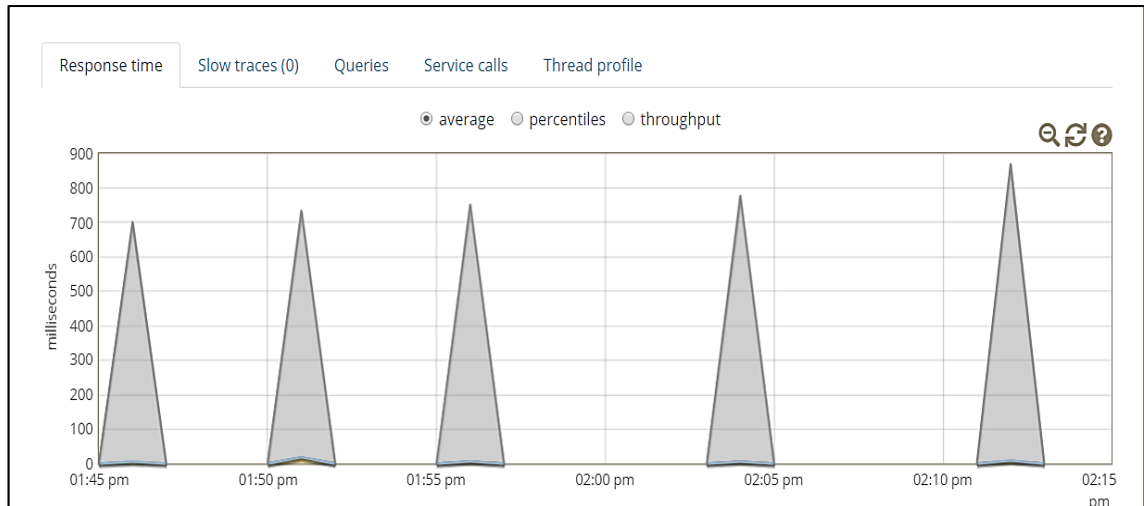 Response time Slow traces (0) Queries Service calls Thread profile
average percentiles throughput
900
800
700
600
500
400
300
200
100
0
milliseconds
01:45 pm 01:50 pm 01:55 pm 02:00 pm 02:05 pm 02:10 pm 02:15
pm